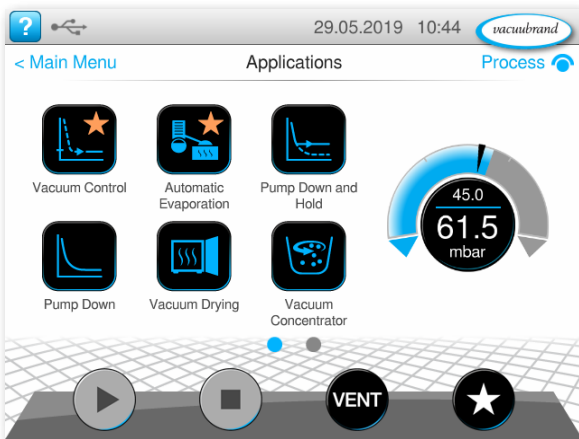 ?
29.05.2019 10:44
vacuubrand
< Main Menu
Applications
Process
Vacuum Control
Automatic
Evaporation
Pump Down and
Hold
45.0
61.5
mbar
Pump Down
Vacuum Drying
Vacuum
Concentrator
VENT